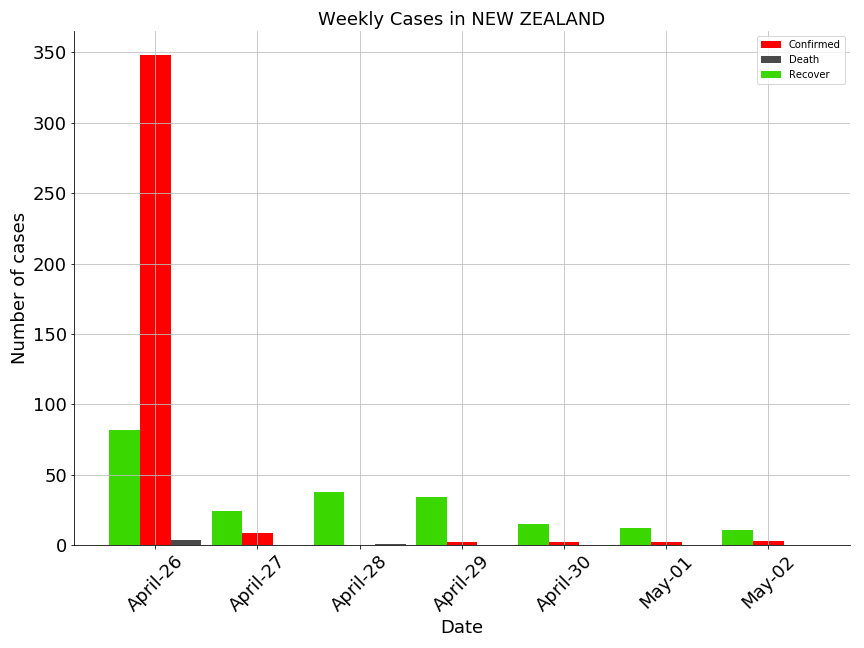 Weekly Cases in NEW ZEALAND
Confirmed
Death
Recover
Number of cases
350
300
250
200
150
100
50
0
April-26
April-27
April-28
April-29
April-30
May-01
May-02
Date